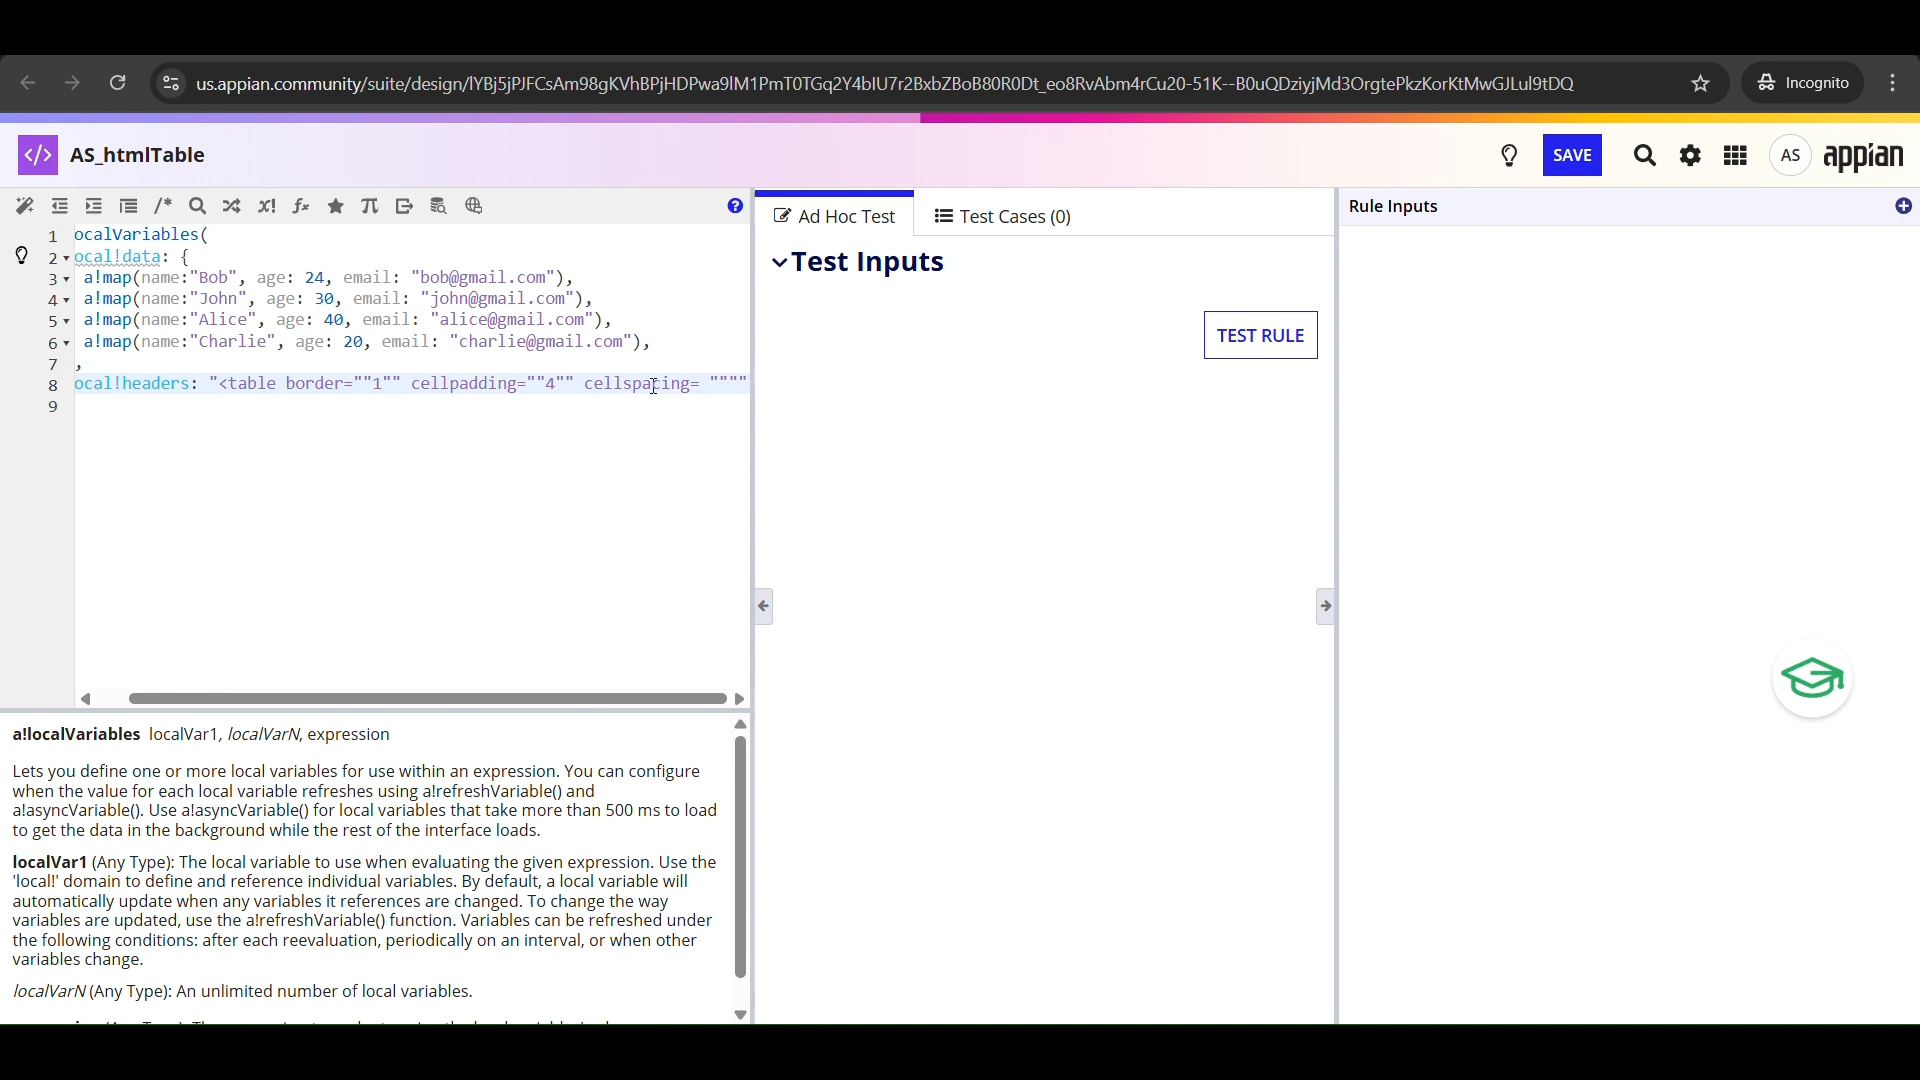 us.appian.community/suite/design/lYBj5jPJFCsAm98gKVhBPjHDPwa9lM1PmT0TGq2Y4blU7r2BxbZBoB80R0Dt_eo8RvAbm4rCu20-51K--B0uQDziyjMd3OrgtePkzKorKtMwGJLul9tDQ
Incognito
</> AS_htmlTable
SAVE
AS
appian
1 ocalVariables(
2 ocal!data: {
3 a!map(name:"Bob", age: 24, email: "bob@gmail.com"),
4 a!map(name:"John", age: 30, email: "john@gmail.com"),
5 a!map(name:"Alice", age: 40, email: "alice@gmail.com"),
6 a!map(name:"Charlie", age: 20, email: "charlie@gmail.com"),
7 ,
8 ocal!headers: "<table border=""1"" cellpadding=""4"" cellspacing= """"
9
Ad Hoc Test
Test Cases (0)
Test Inputs
TEST RULE
Rule Inputs
a!localVariables localVar1, localVarN, expression
Lets you define one or more local variables for use within an expression. You can configure
when the value for each local variable refreshes using a!refreshVariable() and
a!asyncVariable(). Use a!asyncVariable() for local variables that take more than 500 ms to load
to get the data in the background while the rest of the interface loads.
localVar1 (Any Type): The local variable to use when evaluating the given expression. Use the
'local!' domain to define and reference individual variables. By default, a local variable will
automatically update when any variables it references are changed. To change the way
variables are updated, use the a!refreshVariable() function. Variables can be refreshed under
the following conditions: after each reevaluation, periodically on an interval, or when other
variables change.
localVarN (Any Type): An unlimited number of local variables.